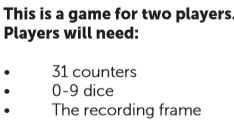 This is a game for two players.
Players will need:
• 31 counters
• 0-9 dice
• The recording frame